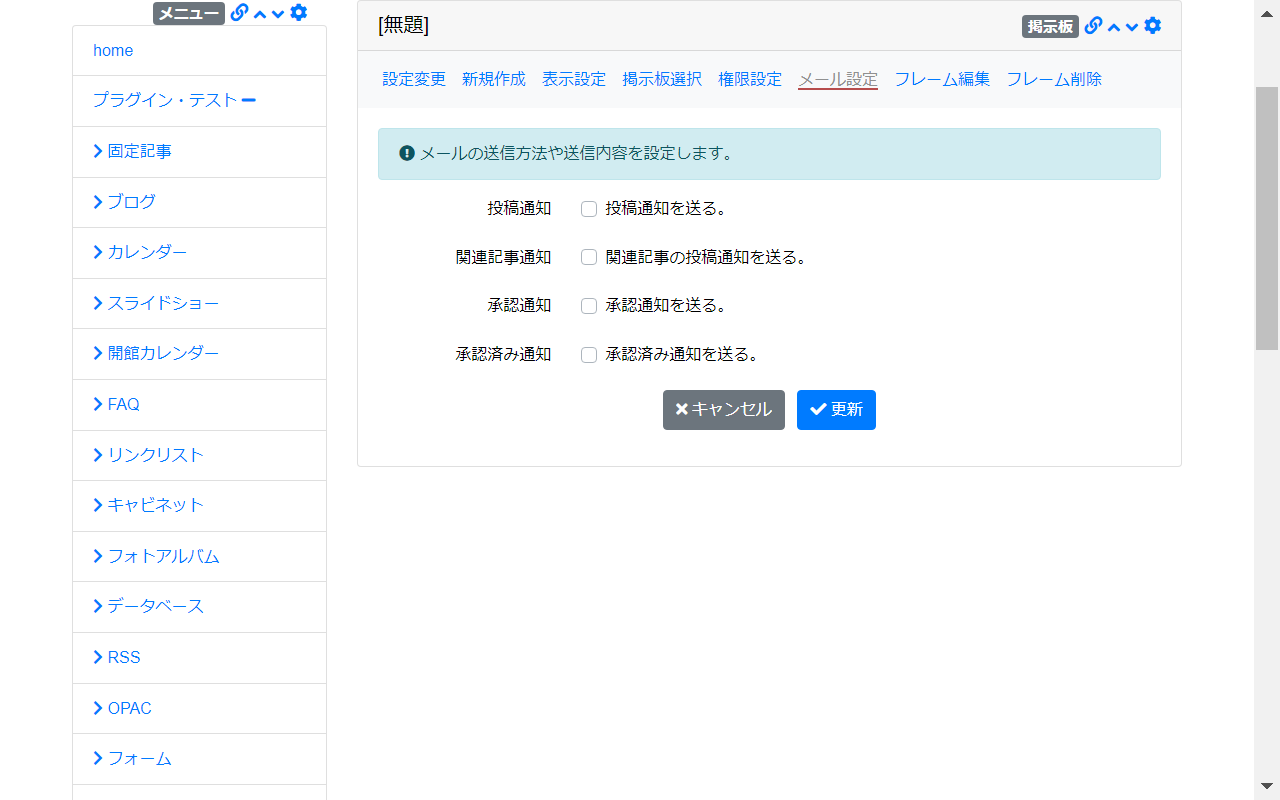 メニュー
home
プラグイン・テスト
固定記事
ブログ
カレンダー
スライドショー
開館カレンダー
FAQ
リンクリスト
キャビネット
フォトアルバム
データベース
RSS
OPAC
フォーム
[無題] 掲示板
設定変更 新規作成 表示設定 掲示板選択 権限設定 メール設定 フレーム編集 フレーム削除
メールの送信方法や送信内容を設定します。
投稿通知 投稿通知を送る。
関連記事通知 関連記事の投稿通知を送る。
承認通知 承認通知を送る。
承認済み通知 承認済み通知を送る。
キャンセル 更新